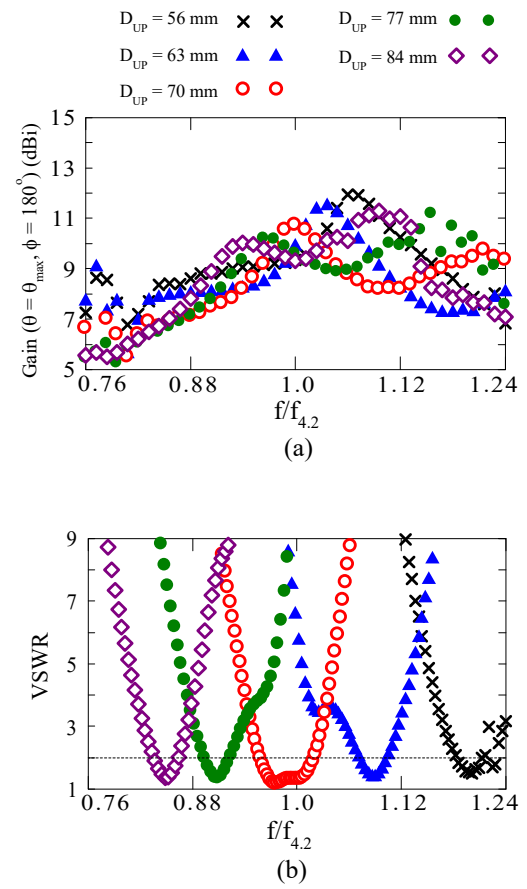 D_UP = 56 mm
D_UP = 63 mm
D_UP = 70 mm
D_UP = 77 mm
D_UP = 84 mm
Gain (θ = θ_max, ϕ = 180°) (dBi)
15
13
11
9
7
5
0.76 0.88 1.0 1.12 1.24
f/f_4.2
(a)
VSWR
9
7
5
3
1
0.76 0.88 1.0 1.12 1.24
f/f_4.2
(b)